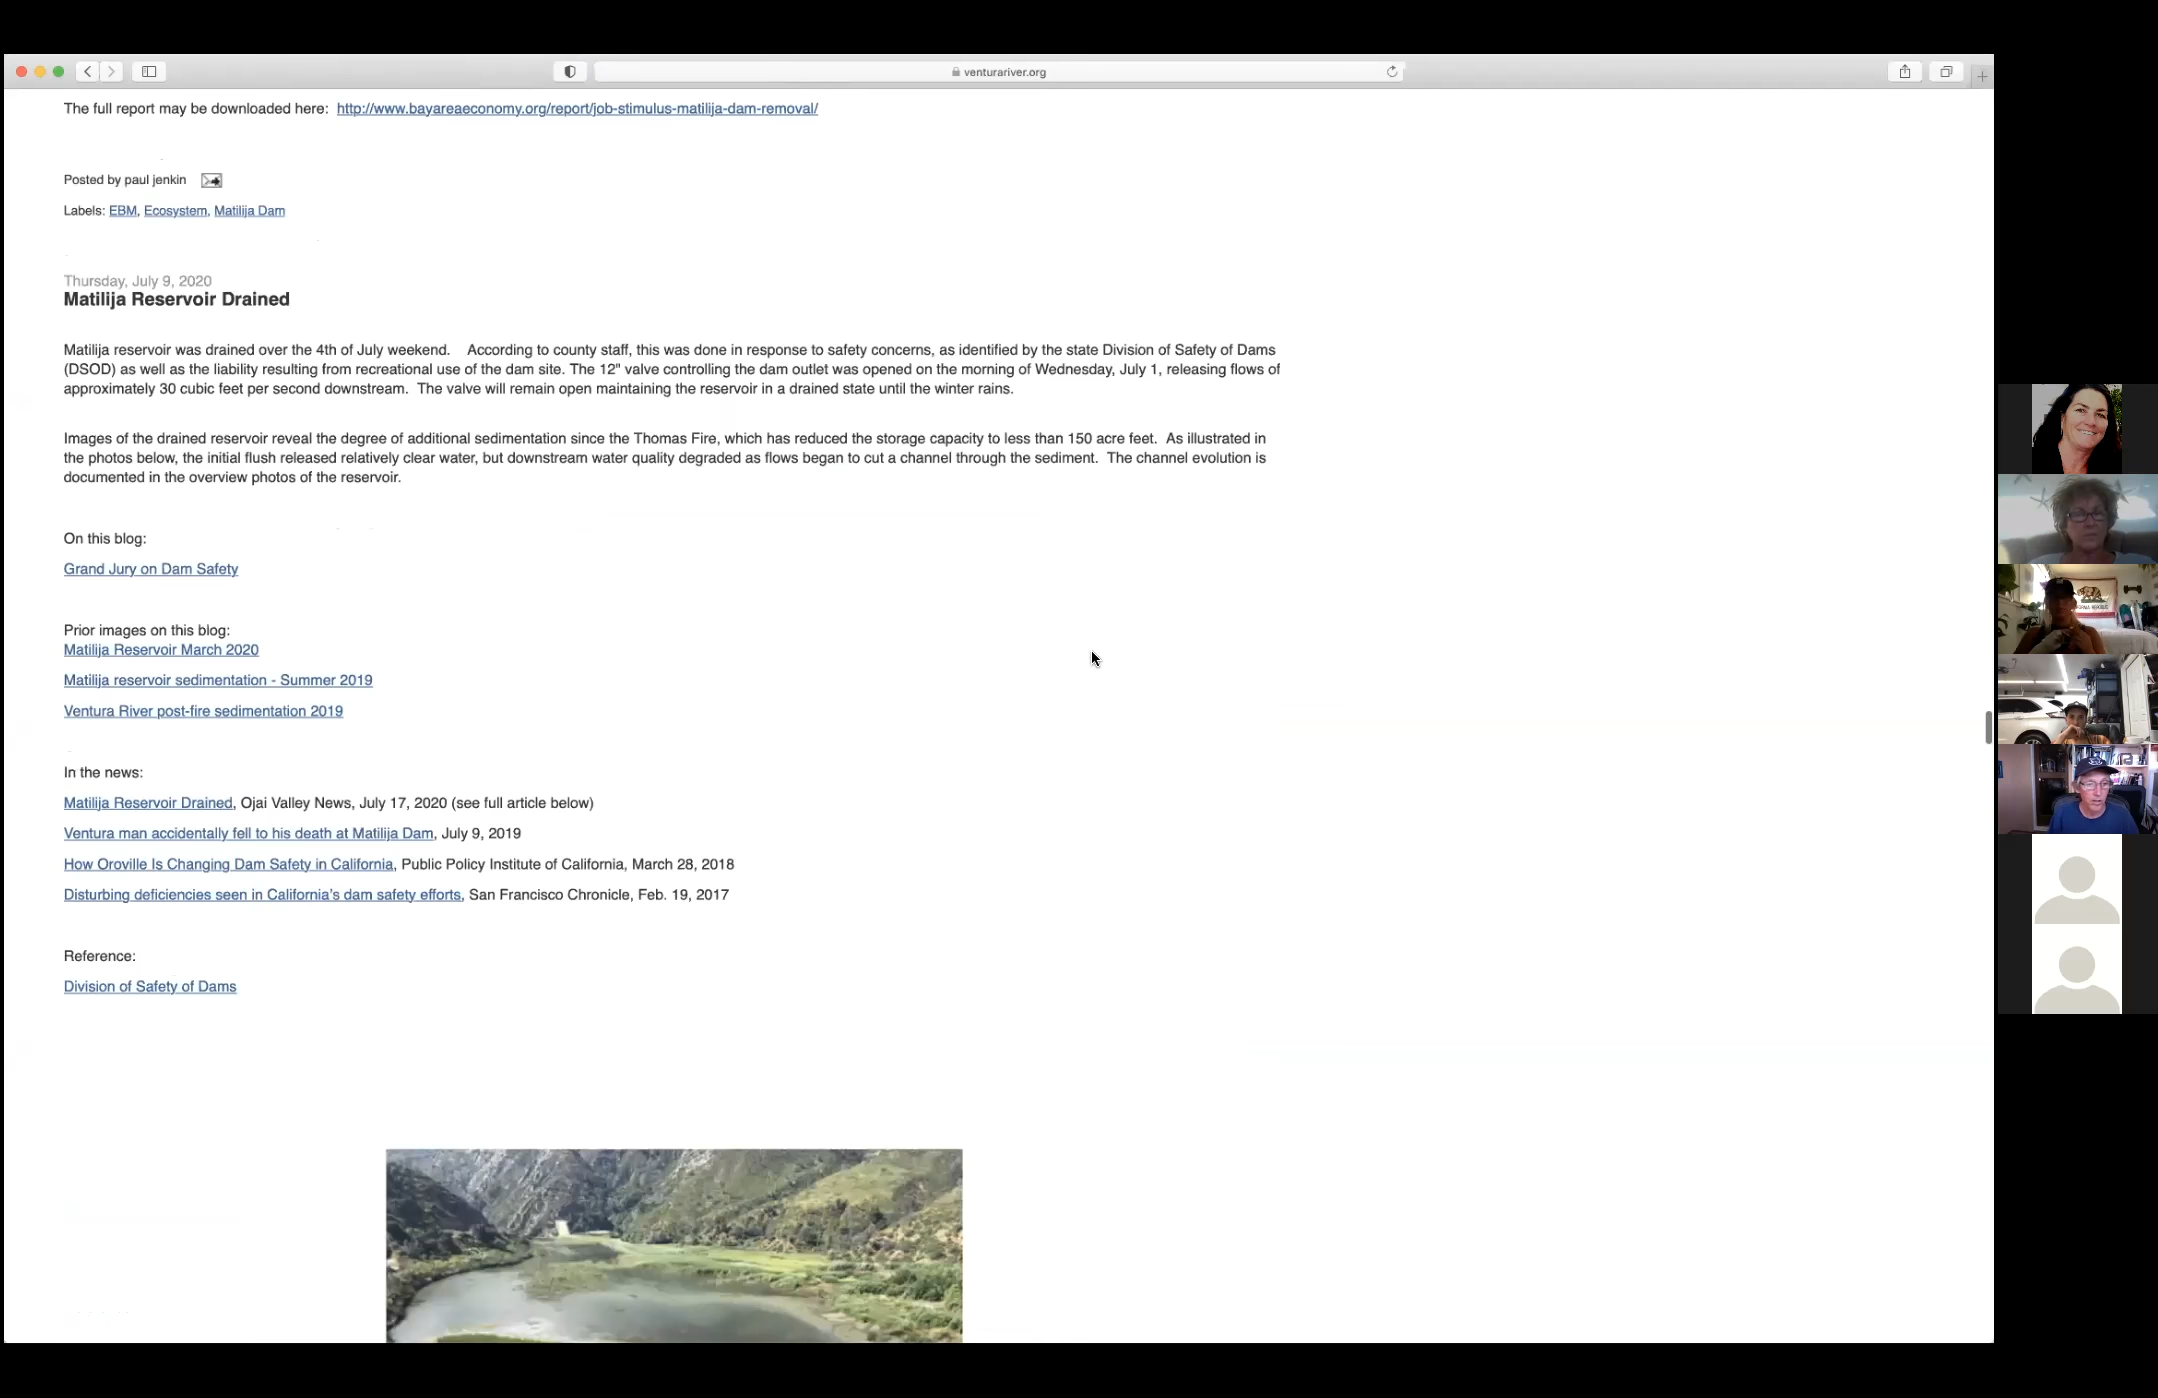 venturariver.org
The full report may be downloaded here: http://www.bayareaeconomy.org/report/job-stimulus-matilija-dam-removal/
Posted by paul jenkin
Labels: EBM, Ecosystem, Matilija Dam
Thursday, July 9, 2020
Matilija Reservoir Drained
Matilija reservoir was drained over the 4th of July weekend. According to county staff, this was done in response to safety concerns, as identified by the state Division of Safety of Dams
(DSOD) as well as the liability resulting from recreational use of the dam site. The 12" valve controlling the dam outlet was opened on the morning of Wednesday, July 1, releasing flows of
approximately 30 cubic feet per second downstream. The valve will remain open maintaining the reservoir in a drained state until the winter rains.
Images of the drained reservoir reveal the degree of additional sedimentation since the Thomas Fire, which has reduced the storage capacity to less than 150 acre feet. As illustrated in
the photos below, the initial flush released relatively clear water, but downstream water quality degraded as flows began to cut a channel through the sediment. The channel evolution is
documented in the overview photos of the reservoir.
On this blog:
Grand Jury on Dam Safety
Prior images on this blog:
Matilija Reservoir March 2020
Matilija reservoir sedimentation - Summer 2019
Ventura River post-fire sedimentation 2019
In the news:
Matilija Reservoir Drained, Ojai Valley News, July 17, 2020 (see full article below)
Ventura man accidentally fell to his death at Matilija Dam, July 9, 2019
How Oroville Is Changing Dam Safety in California, Public Policy Institute of California, March 28, 2018
Disturbing deficiencies seen in California's dam safety efforts, San Francisco Chronicle, Feb. 19, 2017
Reference:
Division of Safety of Dams